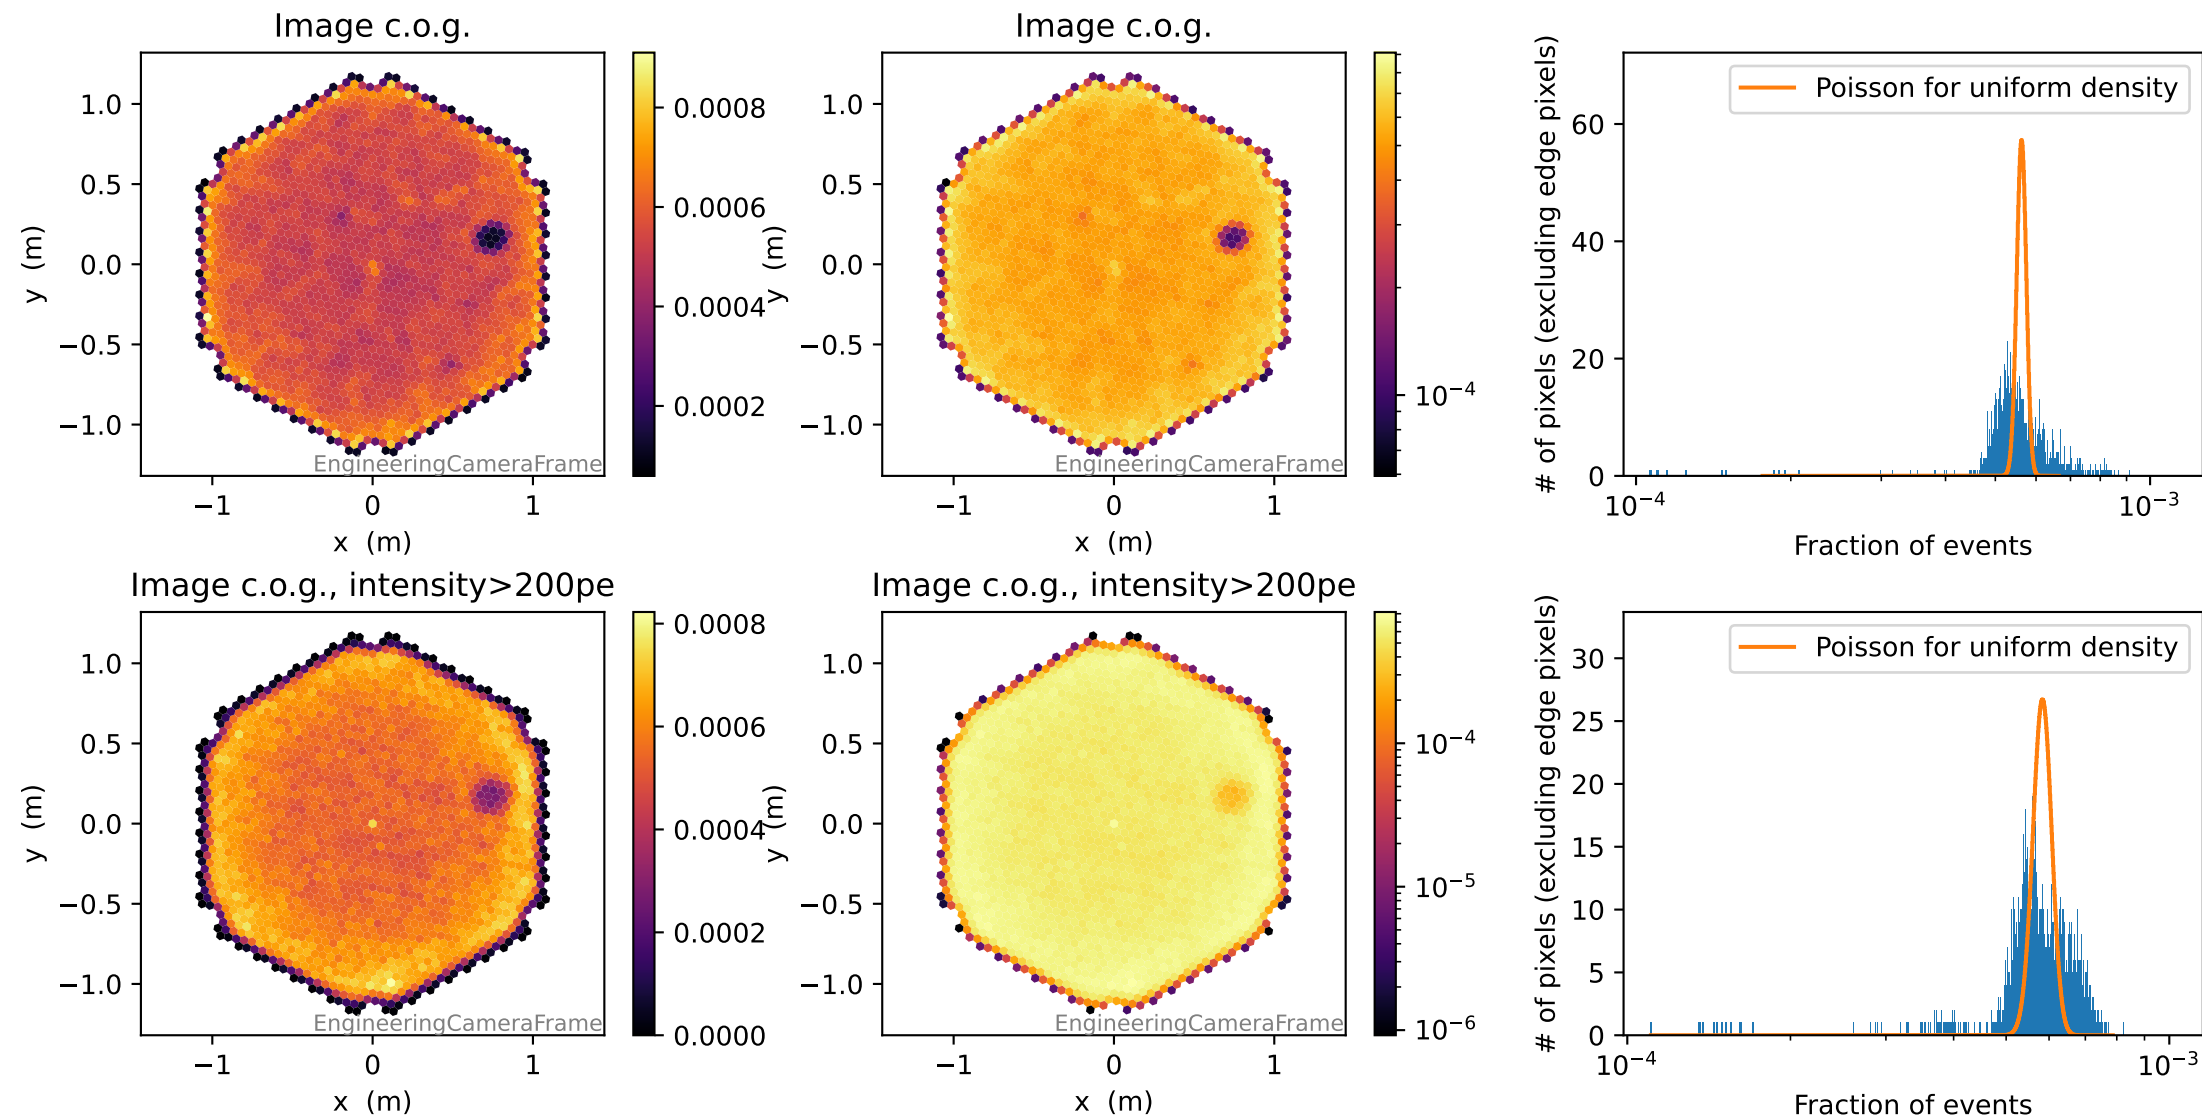 Image c.o.g.
1.0
0.5
0.0
−0.5
−1.0
y (m)
−1
0
1
x (m)
EngineeringCameraFrame
0.0008
0.0006
0.0004
0.0002
Image c.o.g.
1.0
0.5
0.0
−0.5
−1.0
y (m)
−1
0
1
x (m)
EngineeringCameraFrame
10⁻⁴
# of pixels (excluding edge pixels)
60
40
20
0
Poisson for uniform density
10⁻⁴
10⁻³
Fraction of events
Image c.o.g., intensity>200pe
1.0
0.5
0.0
−0.5
−1.0
y (m)
−1
0
1
x (m)
EngineeringCameraFrame
0.0008
0.0006
0.0004
0.0002
0.0000
Image c.o.g., intensity>200pe
1.0
0.5
0.0
−0.5
−1.0
y (m)
−1
0
1
x (m)
EngineeringCameraFrame
10⁻⁴
10⁻⁵
10⁻⁶
# of pixels (excluding edge pixels)
30
25
20
15
10
5
0
Poisson for uniform density
10⁻⁴
10⁻³
Fraction of events